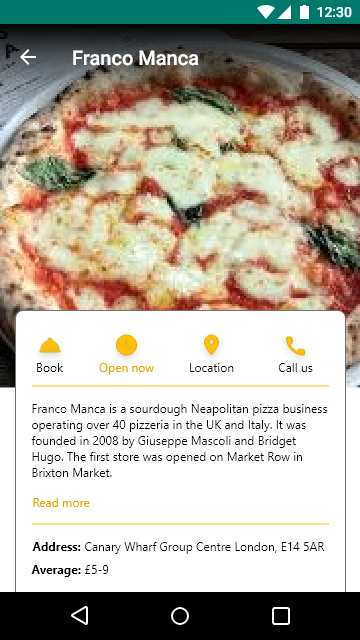 12:30
Franco Manca
Book
Open now
Location
Call us
Franco Manca is a sourdough Neapolitan pizza business
operating over 40 pizzeria in the UK and Italy. It was
founded in 2008 by Giuseppe Mascoli and Bridget
Hugo. The first store was opened on Market Row in
Brixton Market.
Read more
Address: Canary Wharf Group Centre London, E14 5AR
Average: £5-9